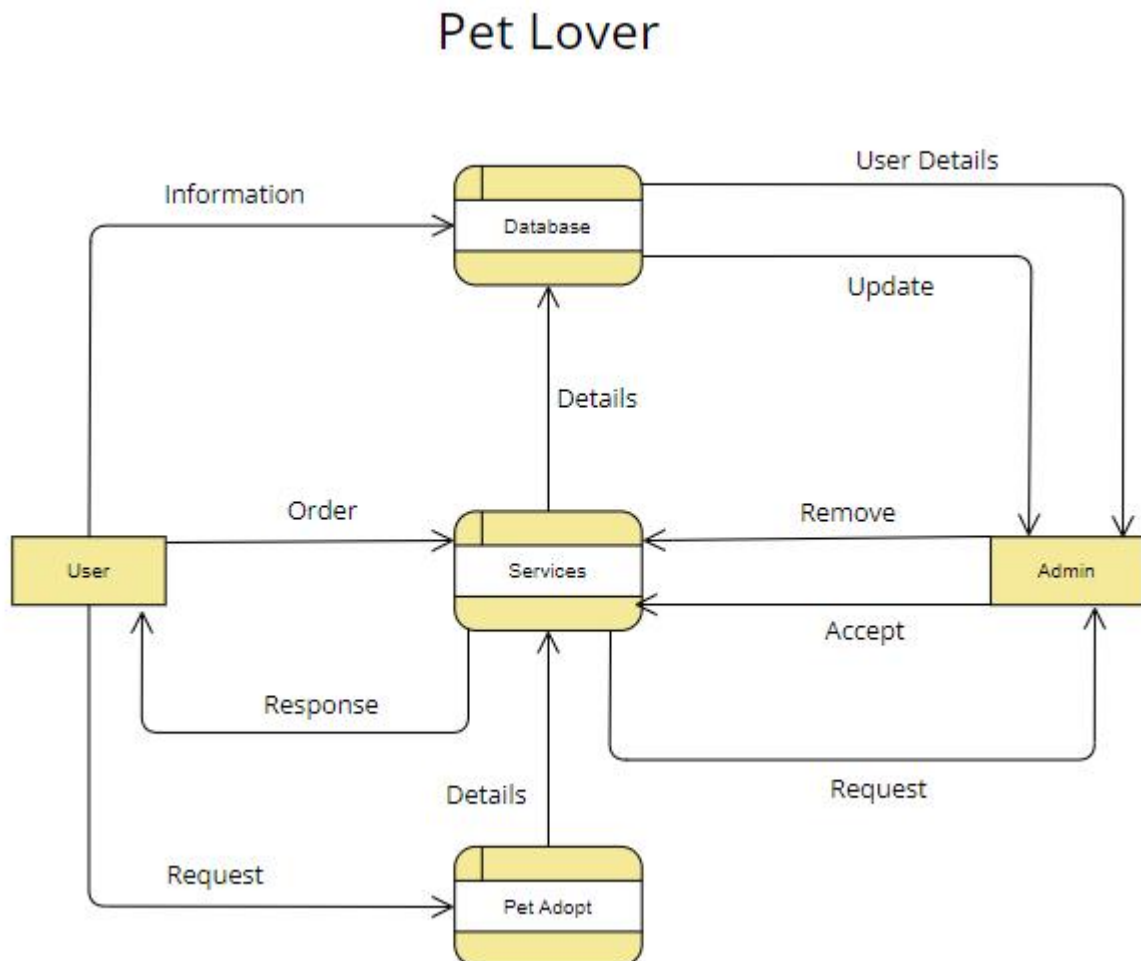 Pet Lover
User Details
Information
Database
Update
Details
Order
Remove
User
Services
Admin
Accept
Response
Details
Request
Request
Pet Adopt